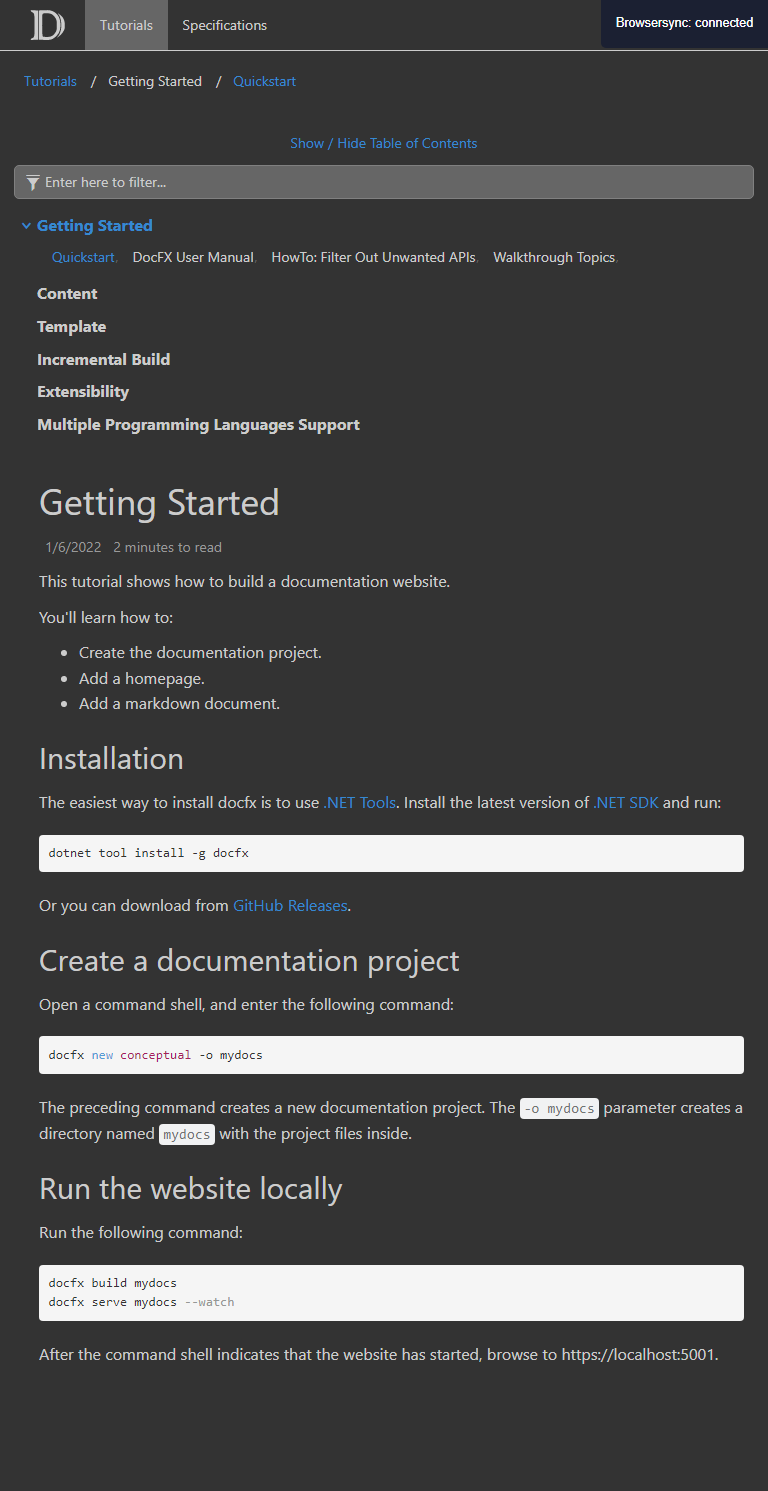 D
Tutorials Specifications
Browsersync: connected
Tutorials / Getting Started / Quickstart
Show / Hide Table of Contents
Enter here to filter...
Getting Started
Quickstart, DocFX User Manual, HowTo: Filter Out Unwanted APIs, Walkthrough Topics,
Content
Template
Incremental Build
Extensibility
Multiple Programming Languages Support
Getting Started
1/6/2022 2 minutes to read
This tutorial shows how to build a documentation website.
You'll learn how to:
• Create the documentation project.
• Add a homepage.
• Add a markdown document.
Installation
The easiest way to install docfx is to use .NET Tools. Install the latest version of .NET SDK and run:
dotnet tool install -g docfx
Or you can download from GitHub Releases.
Create a documentation project
Open a command shell, and enter the following command:
docfx new conceptual -o mydocs
The preceding command creates a new documentation project. The -o mydocs parameter creates a
directory named mydocs with the project files inside.
Run the website locally
Run the following command:
docfx build mydocs
docfx serve mydocs --watch
After the command shell indicates that the website has started, browse to https://localhost:5001.